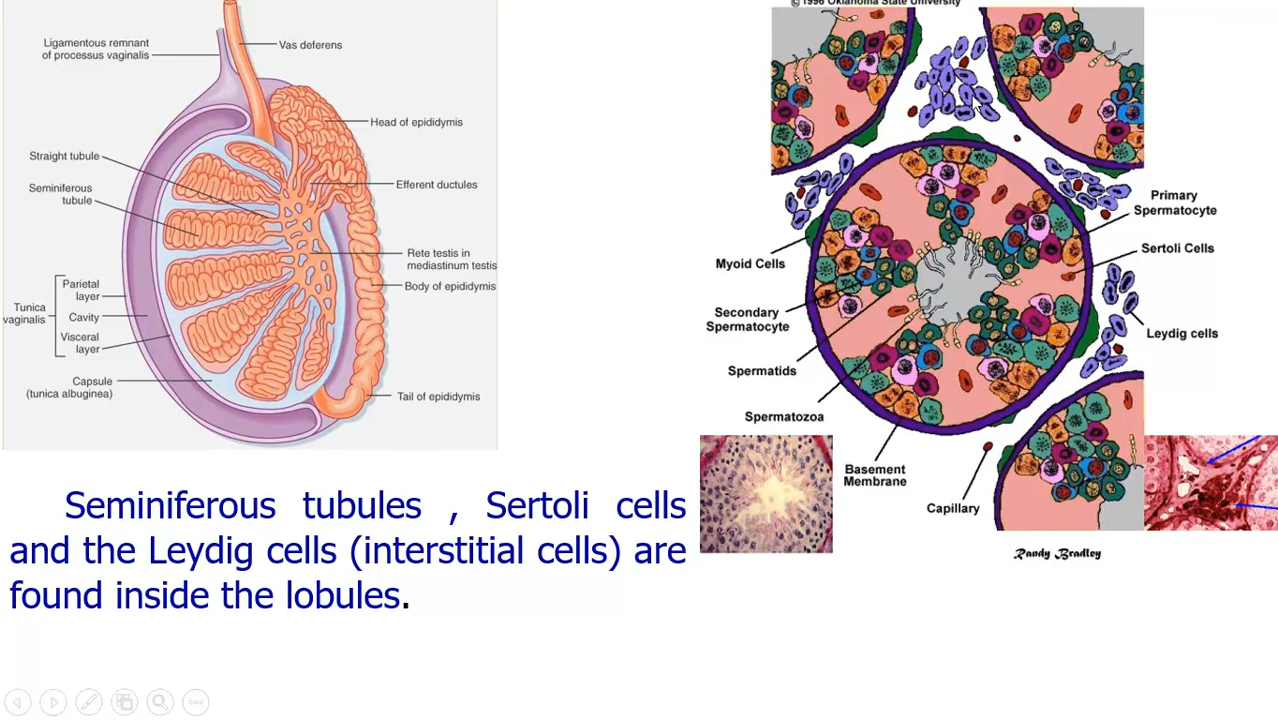 Ligamentous remnant
of processus vaginalis
Vas deferens
Head of epididymis
Straight tubule
Efferent ductules
Seminiferous
tubule
Rete testis in
mediastinum testis
Body of epididymis
Tunica
vaginalis
Parietal
layer
Cavity
Visceral
layer
Capsule
(tunica albuginea)
Tail of epididymis
© 1996 Oklahoma State University
Primary
Spermatocyte
Sertoli Cells
Myoid Cells
Secondary
Spermatocyte
Leydig cells
Spermatids
Spermatozoa
Basement
Membrane
Capillary
Randy Bradley
Seminiferous tubules , Sertoli cells
and the Leydig cells (interstitial cells) are
found inside the lobules.